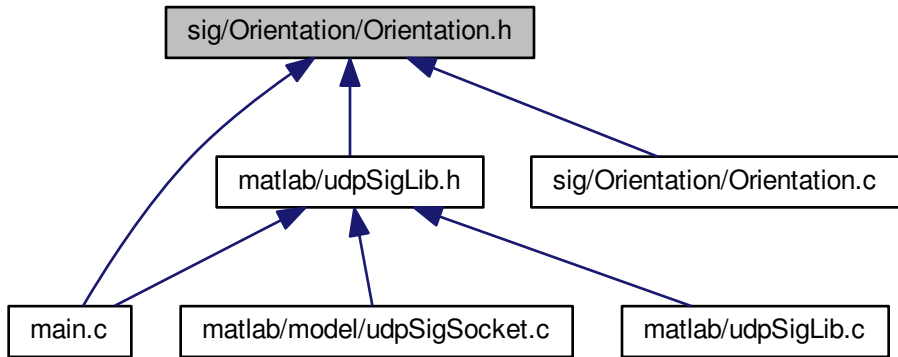 sig/Orientation/Orientation.h
matlab/udpSigLib.h
sig/Orientation/Orientation.c
main.c
matlab/model/udpSigSocket.c
matlab/udpSigLib.c